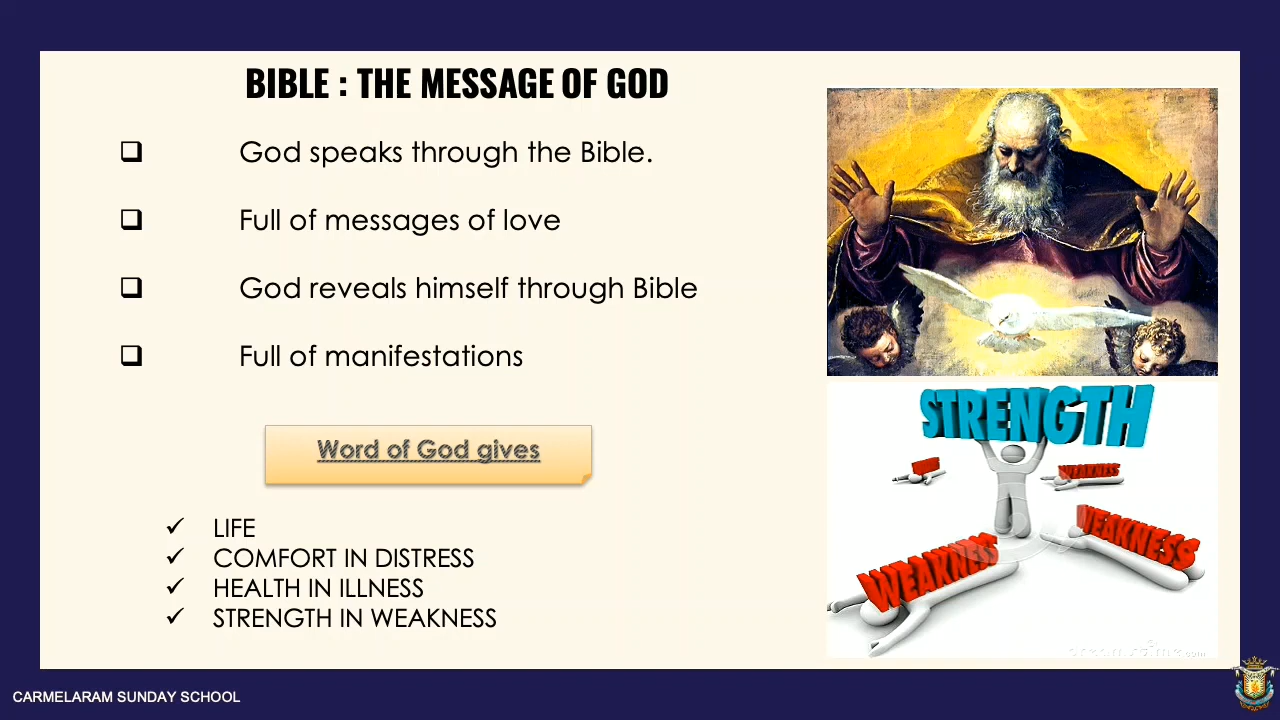 BIBLE : THE MESSAGE OF GOD
God speaks through the Bible.
Full of messages of love
God reveals himself through Bible
Full of manifestations
Word of God gives
LIFE
COMFORT IN DISTRESS
HEALTH IN ILLNESS
STRENGTH IN WEAKNESS
STRENGTH
WEAKNESS
WEAKNESS
WEAKNESS
CARMELARAM SUNDAY SCHOOL